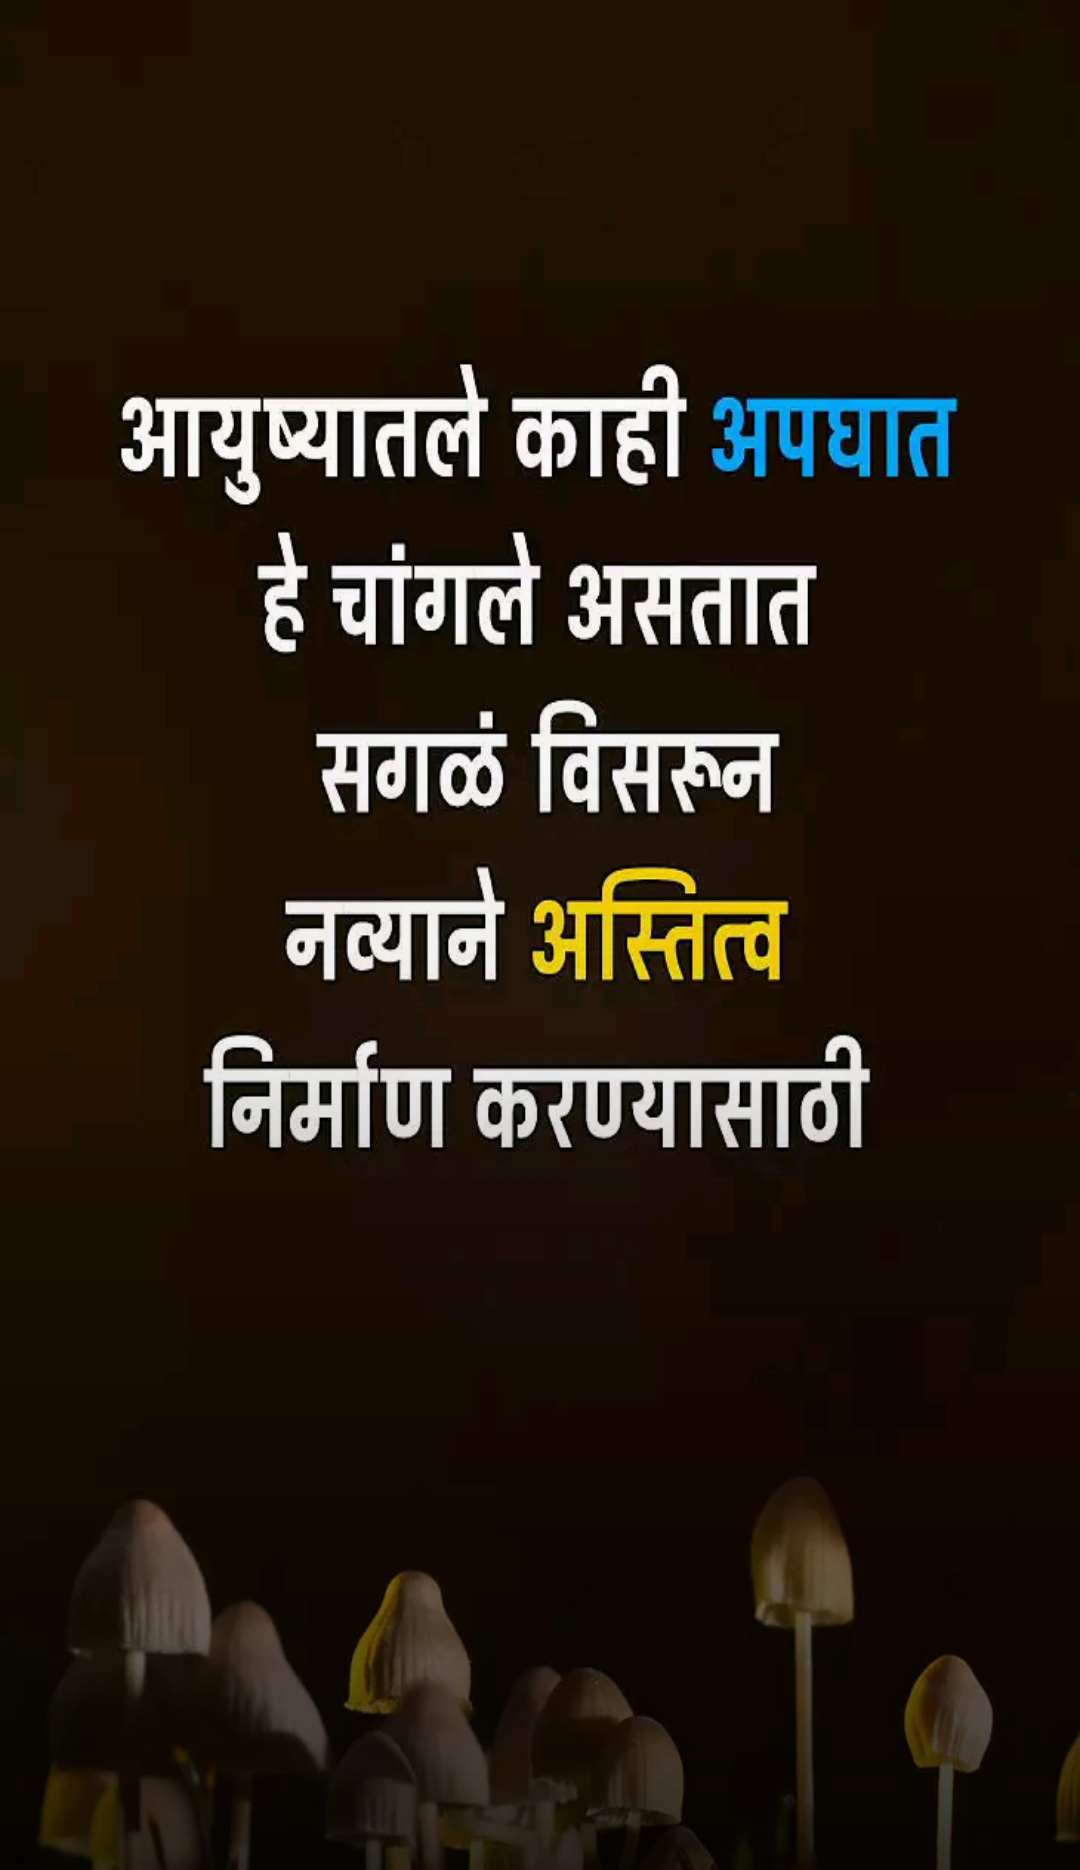 आयुष्यातले काही अपघात
हे चांगले असतात
सगळं विसरून
नव्याने अस्तित्व
निर्माण करण्यासाठी